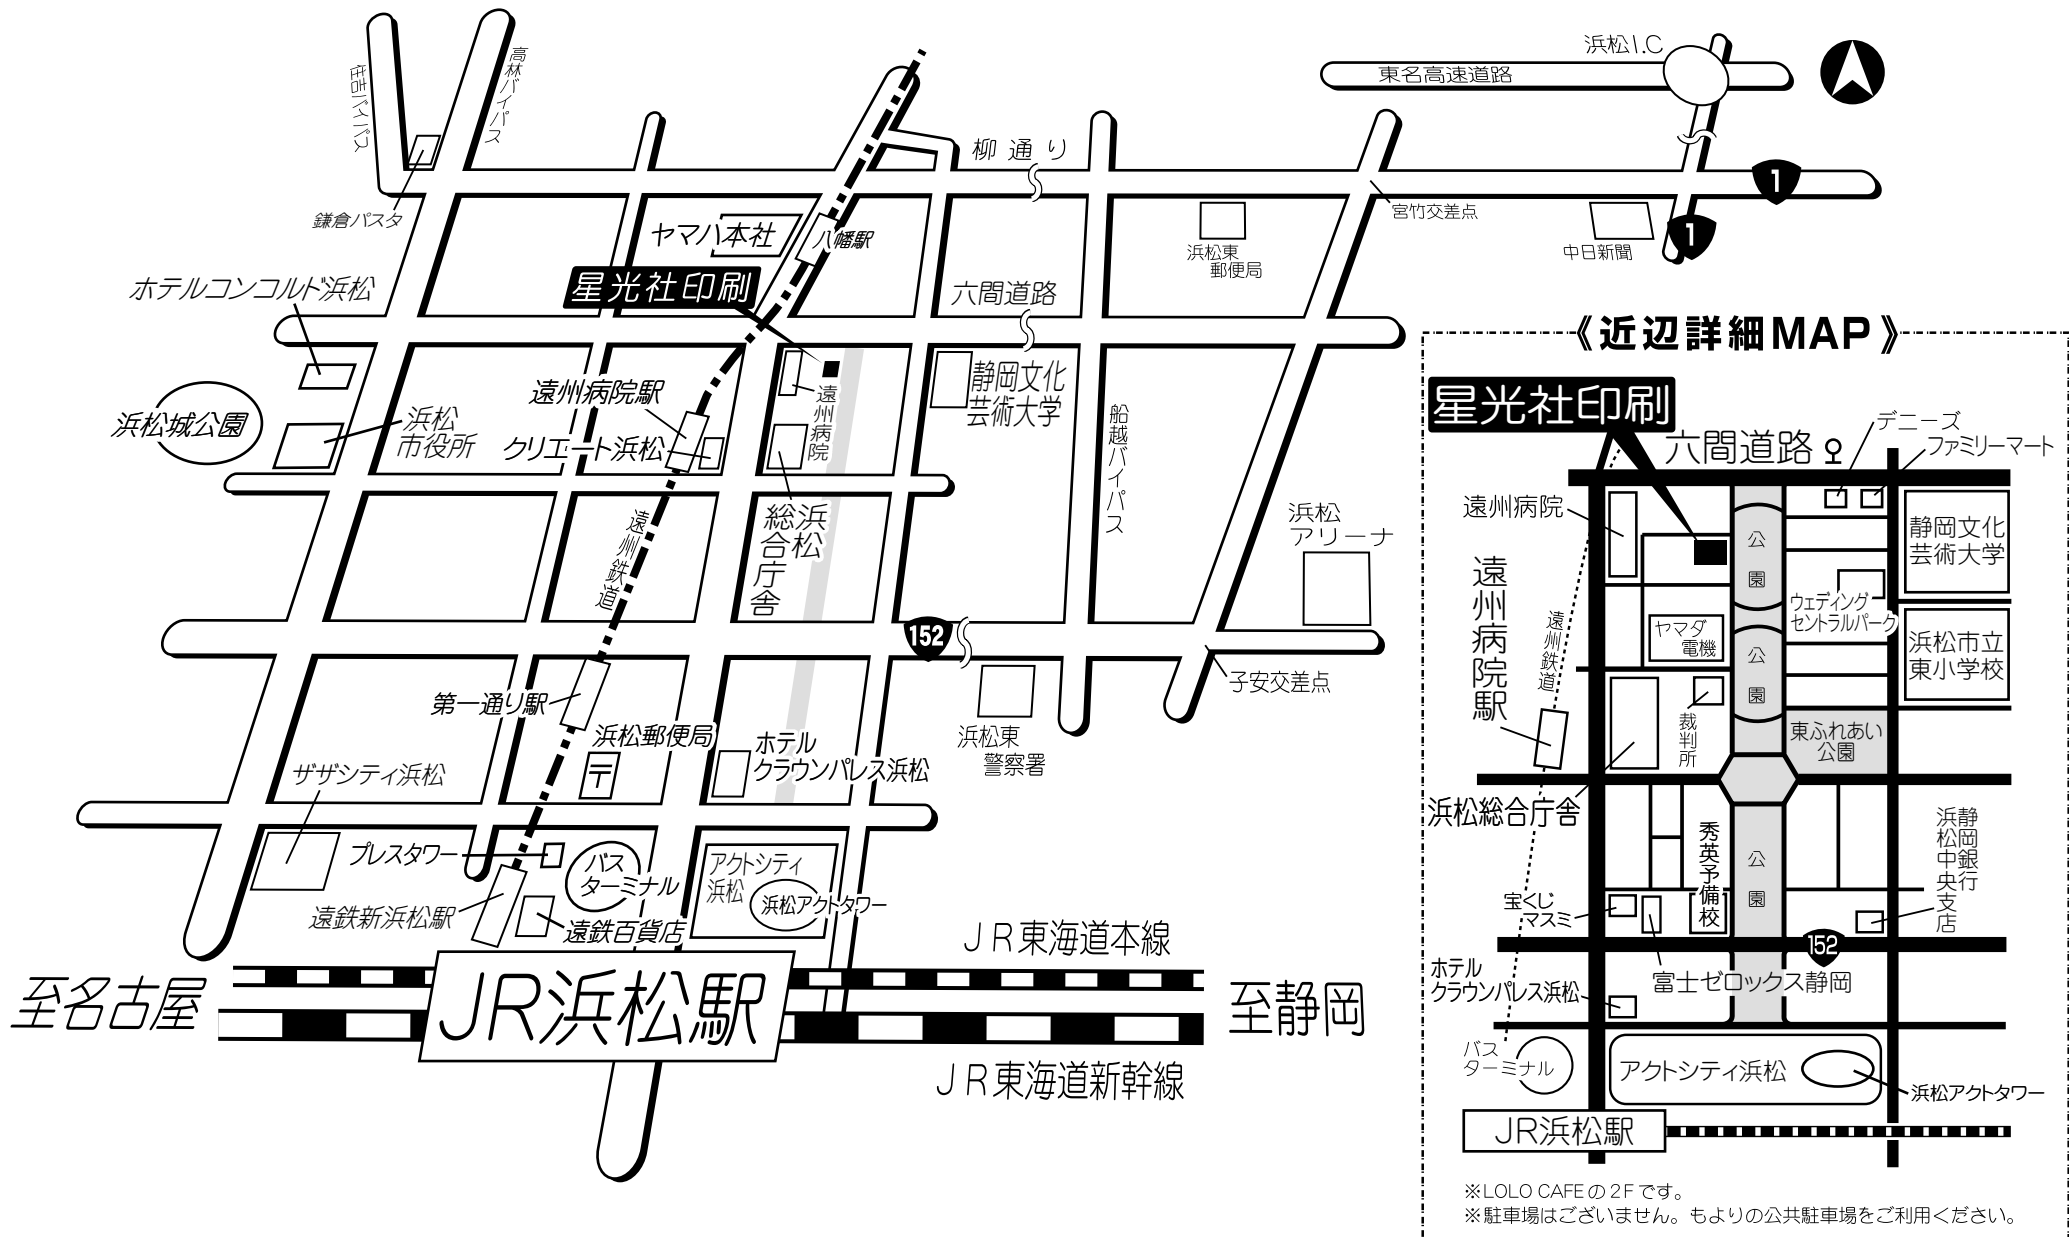 住吉バイパス
高林バイパス
鎌倉パスタ
柳通り
浜松I.C
東名高速道路
1
1
宮竹交差点
中日新聞
浜松東
郵便局
ヤマハ本社
八幡駅
星光社印刷
ホテルコンコルド浜松
六間道路
浜松城公園
浜松
市役所
遠州病院駅
クリエート浜松
遠州病院
静岡文化
芸術大学
船越バイパス
浜松
総合庁舎
遠州鉄道
浜松
アリーナ
152
子安交差点
第一通り駅
浜松郵便局
〒
ホテル
クラウンパレス浜松
浜松東
警察署
ザザシティ浜松
プレスタワー
バス
ターミナル
アクトシティ
浜松
浜松アクトタワー
遠鉄新浜松駅
遠鉄百貨店
JR東海道本線
至名古屋
JR浜松駅
至静岡
JR東海道新幹線
《近辺詳細MAP》
星光社印刷
六間道路
デニーズ
ファミリーマート
遠州病院
静岡文化
芸術大学
公園
遠州病院駅
遠州鉄道
ウェディング
セントラルパーク
ヤマダ
電機
浜松市立
東小学校
公園
裁判所
東ふれあい
公園
浜松総合庁舎
秀英予備校
公園
静岡銀行
浜松中央支店
宝くじ
マスミ
152
富士ゼロックス静岡
ホテル
クラウンパレス浜松
バス
ターミナル
アクトシティ浜松
浜松アクトタワー
JR浜松駅
※LOLO CAFEの2Fです。
※駐車場はございません。もよりの公共駐車場をご利用ください。